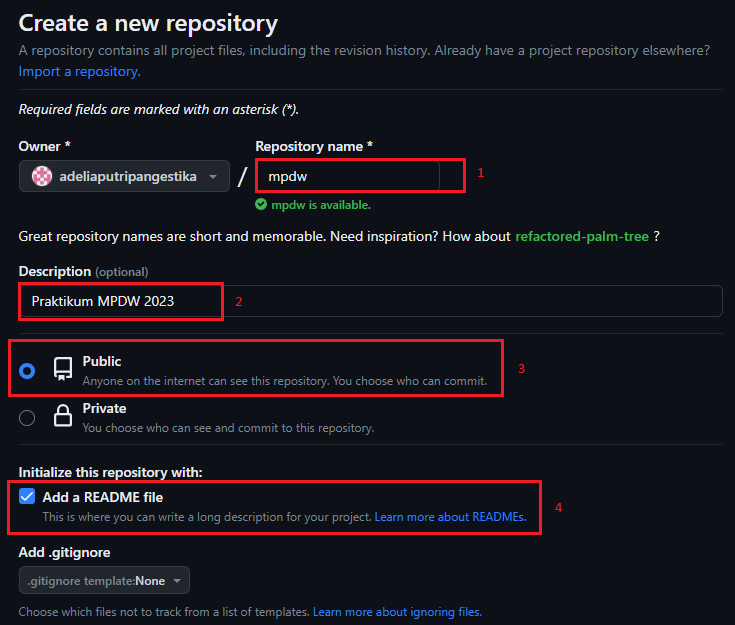 Create a new repository
A repository contains all project files, including the revision history. Already have a project repository elsewhere?
Import a repository.
Required fields are marked with an asterisk (*).
Owner * Repository name *
adeliaputripangestika / mpdw 1
mpdw is available.
Great repository names are short and memorable. Need inspiration? How about refactored-palm-tree ?
Description (optional)
Praktikum MPDW 2023 2
Public
Anyone on the internet can see this repository. You choose who can commit. 3
Private
You choose who can see and commit to this repository.
Initialize this repository with:
Add a README file
This is where you can write a long description for your project. Learn more about READMEs. 4
Add .gitignore
.gitignore template:None
Choose which files not to track from a list of templates. Learn more about ignoring files.